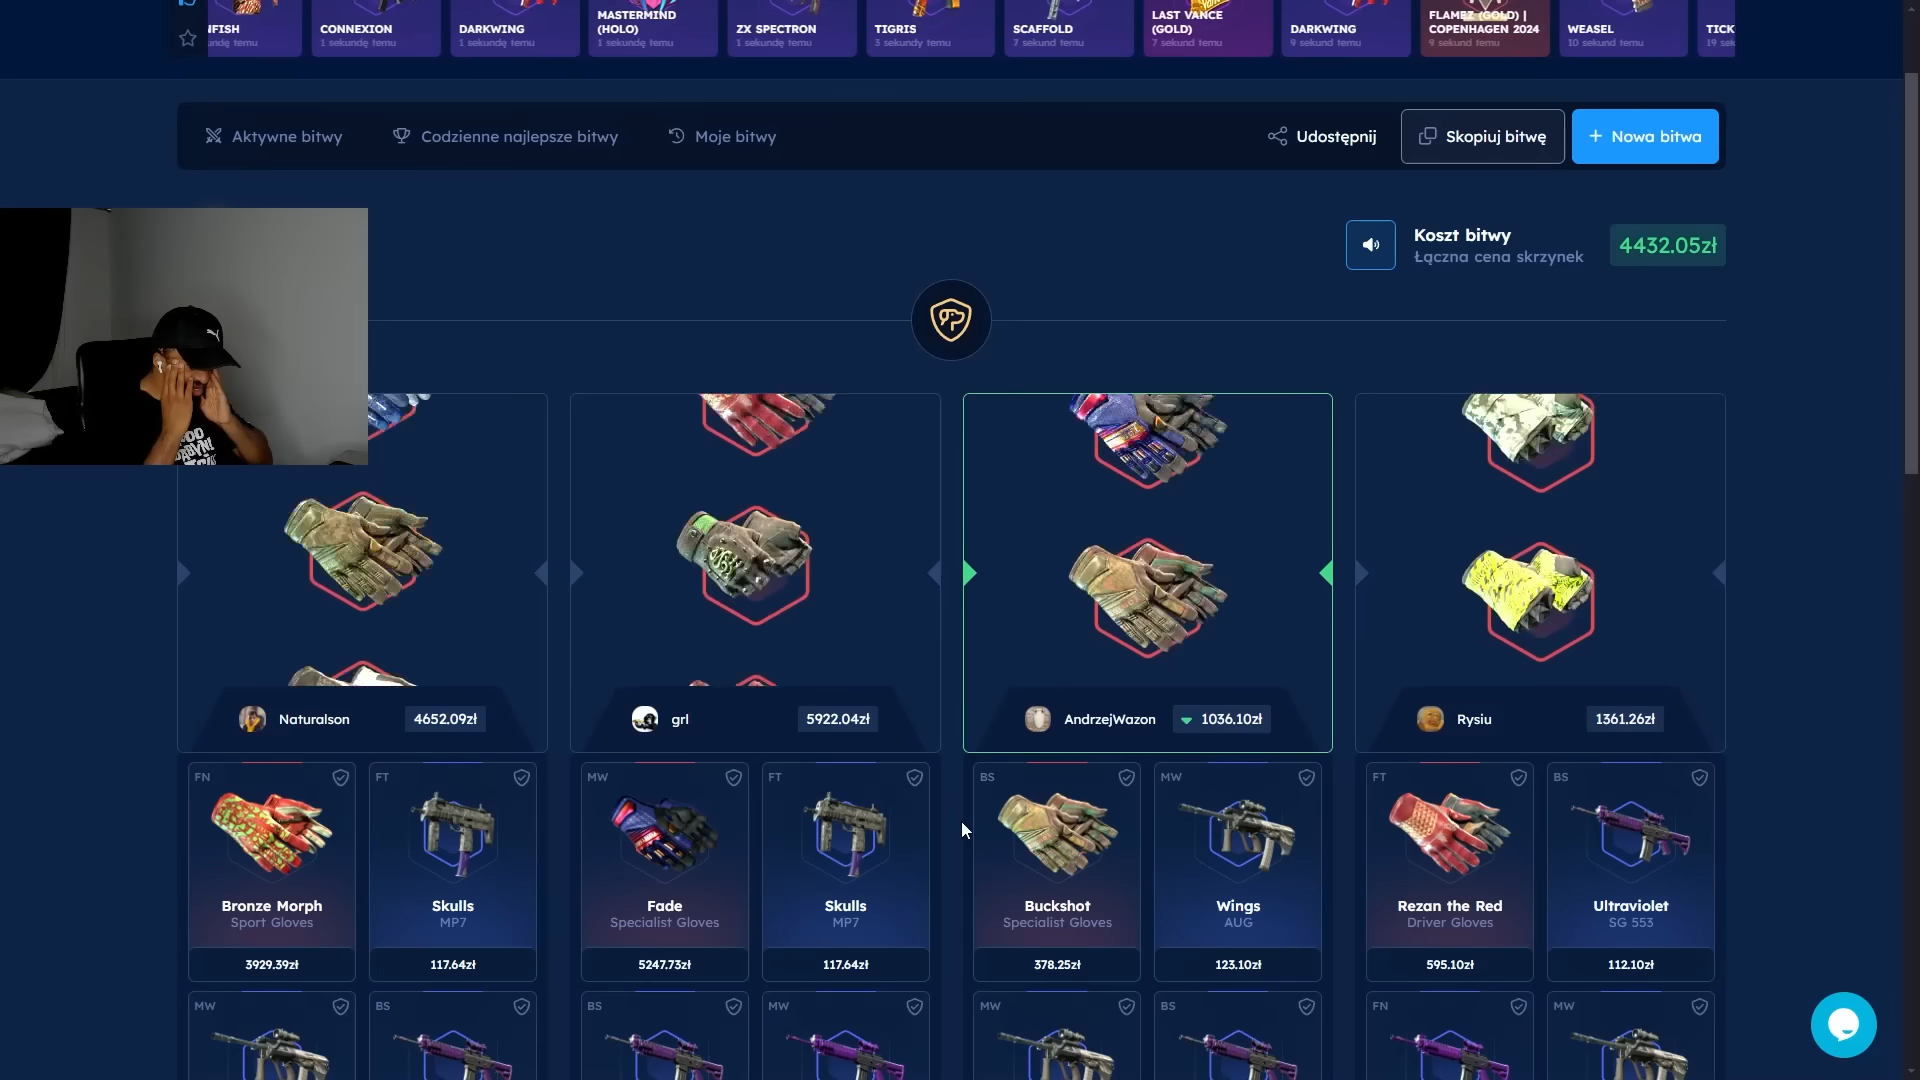 NFISH
undę temu
CONNEXION
1 sekundę temu
DARKWING
1 sekundę temu
MASTERMIND
(HOLO)
1 sekundę temu
ZX SPECTRON
1 sekundę temu
TIGRIS
3 sekundy temu
SCAFFOLD
7 sekund temu
LAST VANCE
(GOLD)
7 sekund temu
DARKWING
9 sekund temu
FLAMEZ (GOLD) |
COPENHAGEN 2024
9 sekund temu
WEASEL
10 sekund temu
TICK
19 sek
Aktywne bitwy
Codzienne najlepsze bitwy
Moje bitwy
Udostępnij
Skopiuj bitwę
+ Nowa bitwa
Koszt bitwy
Łączna cena skrzynek
4432.05zł
Naturalson
4652.09zł
grl
5922.04zł
AndrzejWazon
1036.10zł
Rysiu
1361.26zł
FN
Bronze Morph
Sport Gloves
3929.39zł
FT
Skulls
MP7
117.64zł
MW
Fade
Specialist Gloves
5247.73zł
FT
Skulls
MP7
117.64zł
BS
Buckshot
Specialist Gloves
378.25zł
MW
Wings
AUG
123.10zł
FT
Rezan the Red
Driver Gloves
595.10zł
BS
Ultraviolet
SG 553
112.10zł
MW
BS
BS
MW
MW
BS
FN
MW